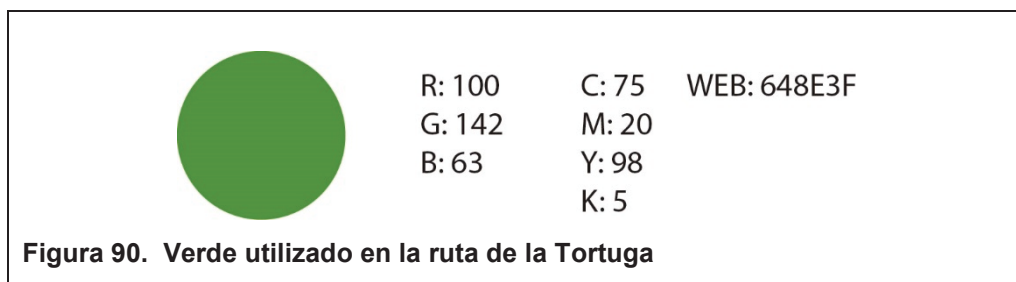 R: 100 C: 75 WEB: 648E3F
G: 142 M: 20
B: 63 Y: 98
K: 5
Figura 90. Verde utilizado en la ruta de la Tortuga